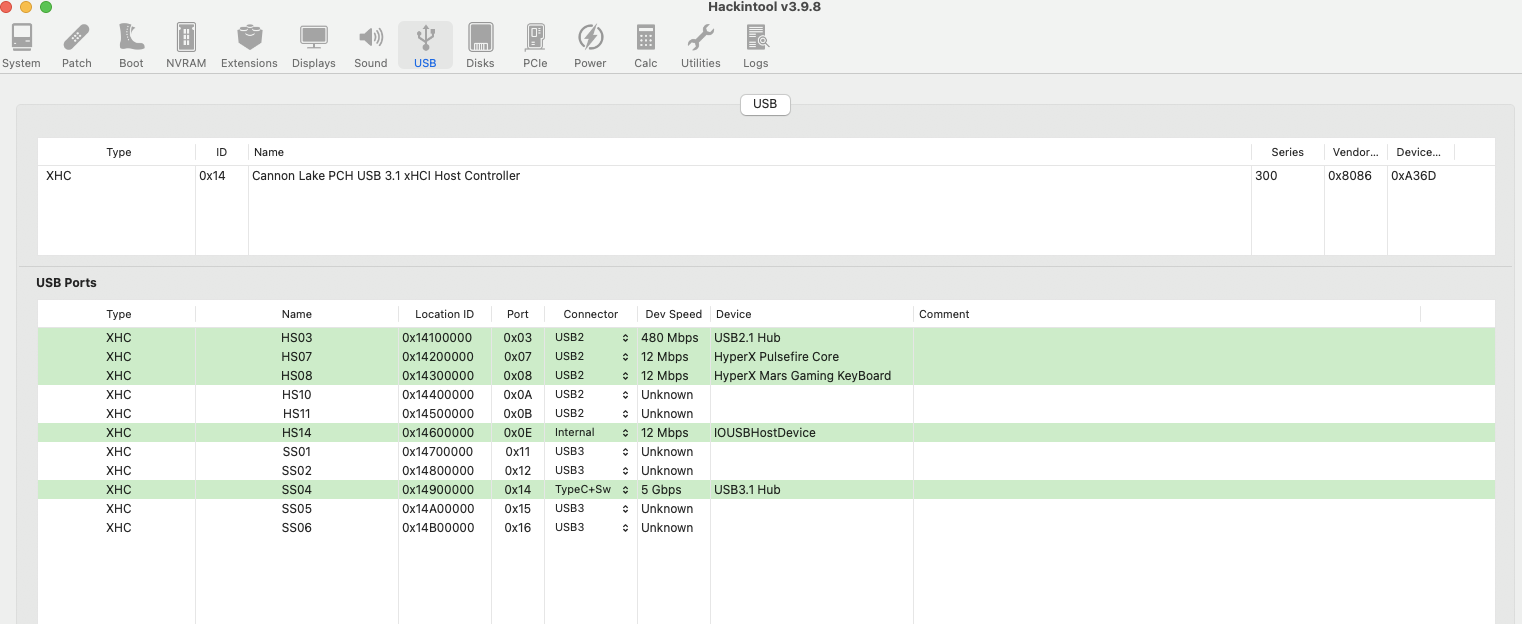 Hackintool v3.9.8
System Patch Boot NVRAM Extensions Displays Sound USB Disks PCIe Power Calc Utilities Logs
USB
Type ID Name Series Vendor... Device...
XHC 0x14 Cannon Lake PCH USB 3.1 xHCI Host Controller 300 0x8086 0xA36D
USB Ports
Type Name Location ID Port Connector Dev Speed Device Comment
XHC HS03 0x14100000 0x03 USB2 480 Mbps USB2.1 Hub
XHC HS07 0x14200000 0x07 USB2 12 Mbps HyperX Pulsefire Core
XHC HS08 0x14300000 0x08 USB2 12 Mbps HyperX Mars Gaming KeyBoard
XHC HS10 0x14400000 0x0A USB2 Unknown
XHC HS11 0x14500000 0x0B USB2 Unknown
XHC HS14 0x14600000 0x0E Internal 12 Mbps IOUSBHostDevice
XHC SS01 0x14700000 0x11 USB3 Unknown
XHC SS02 0x14800000 0x12 USB3 Unknown
XHC SS04 0x14900000 0x14 TypeC+Sw 5 Gbps USB3.1 Hub
XHC SS05 0x14A00000 0x15 USB3 Unknown
XHC SS06 0x14B00000 0x16 USB3 Unknown